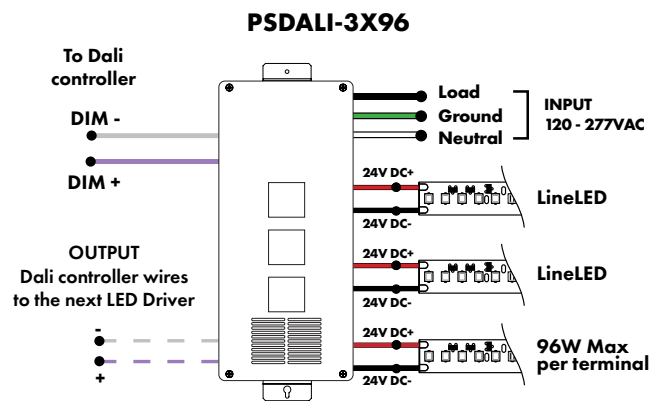 PSDALI-3X96
To Dali
controller
DIM -
DIM +
OUTPUT
Dali controller wires
to the next LED Driver
-
+
Load
Ground
Neutral
INPUT
120 - 277VAC
24V DC+
24V DC-
LineLED
24V DC+
24V DC-
LineLED
24V DC+
24V DC-
96W Max
per terminal